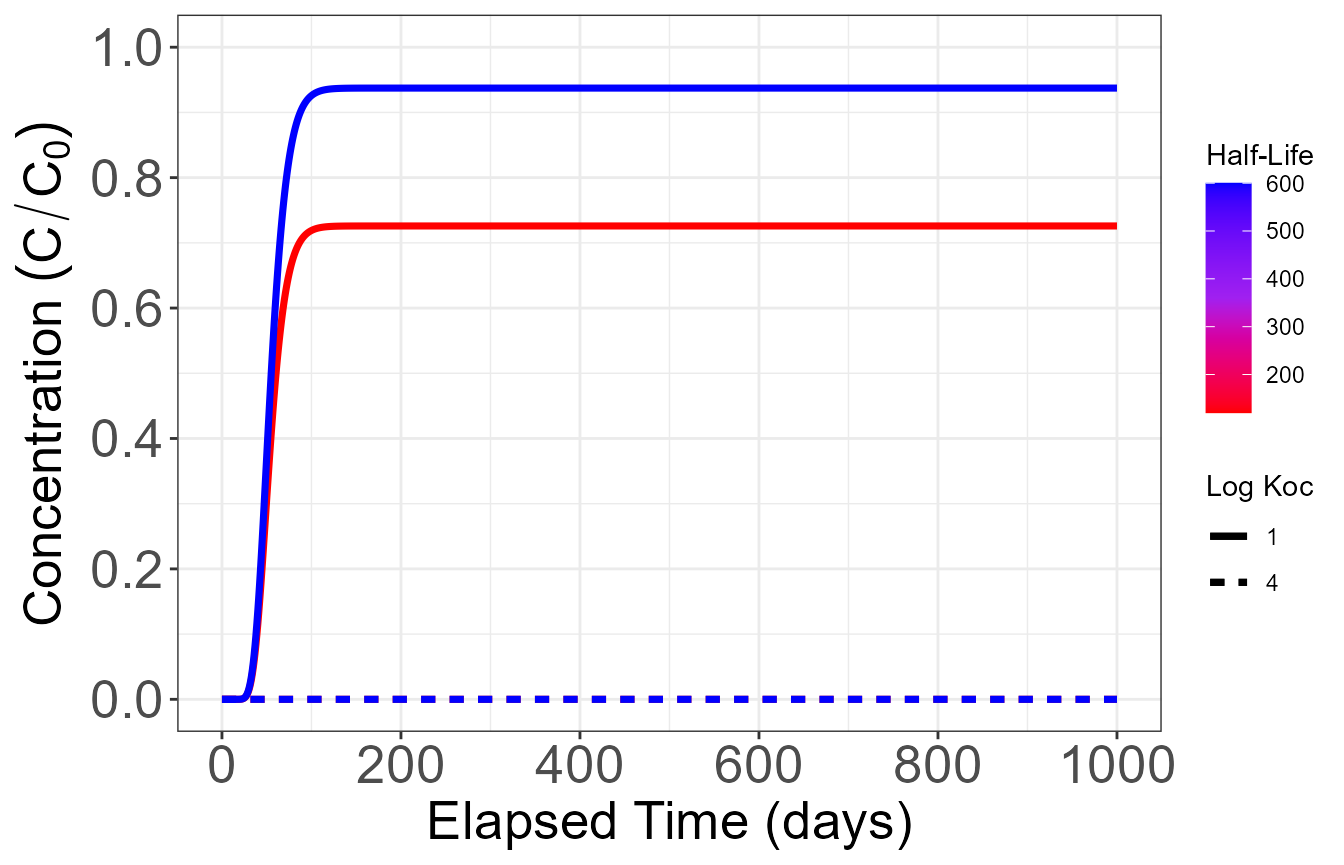 Concentration (C / C₀)
1.0
0.8
0.6
0.4
0.2
0.0
0 200 400 600 800 1000
Elapsed Time (days)
Half-Life
600
500
400
300
200
Log Koc
1
4